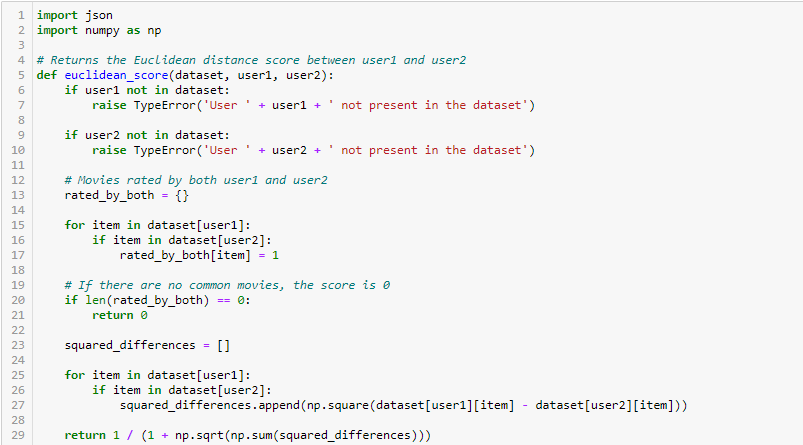 1 import json
2 import numpy as np
3
4 # Returns the Euclidean distance score between user1 and user2
5 def euclidean_score(dataset, user1, user2):
6     if user1 not in dataset:
7         raise TypeError('User ' + user1 + ' not present in the dataset')
8
9     if user2 not in dataset:
10         raise TypeError('User ' + user2 + ' not present in the dataset')
11
12     # Movies rated by both user1 and user2
13     rated_by_both = {}
14
15     for item in dataset[user1]:
16         if item in dataset[user2]:
17             rated_by_both[item] = 1
18
19     # If there are no common movies, the score is 0
20     if len(rated_by_both) == 0:
21         return 0
22
23     squared_differences = []
24
25     for item in dataset[user1]:
26         if item in dataset[user2]:
27             squared_differences.append(np.square(dataset[user1][item] - dataset[user2][item]))
28
29     return 1 / (1 + np.sqrt(np.sum(squared_differences)))